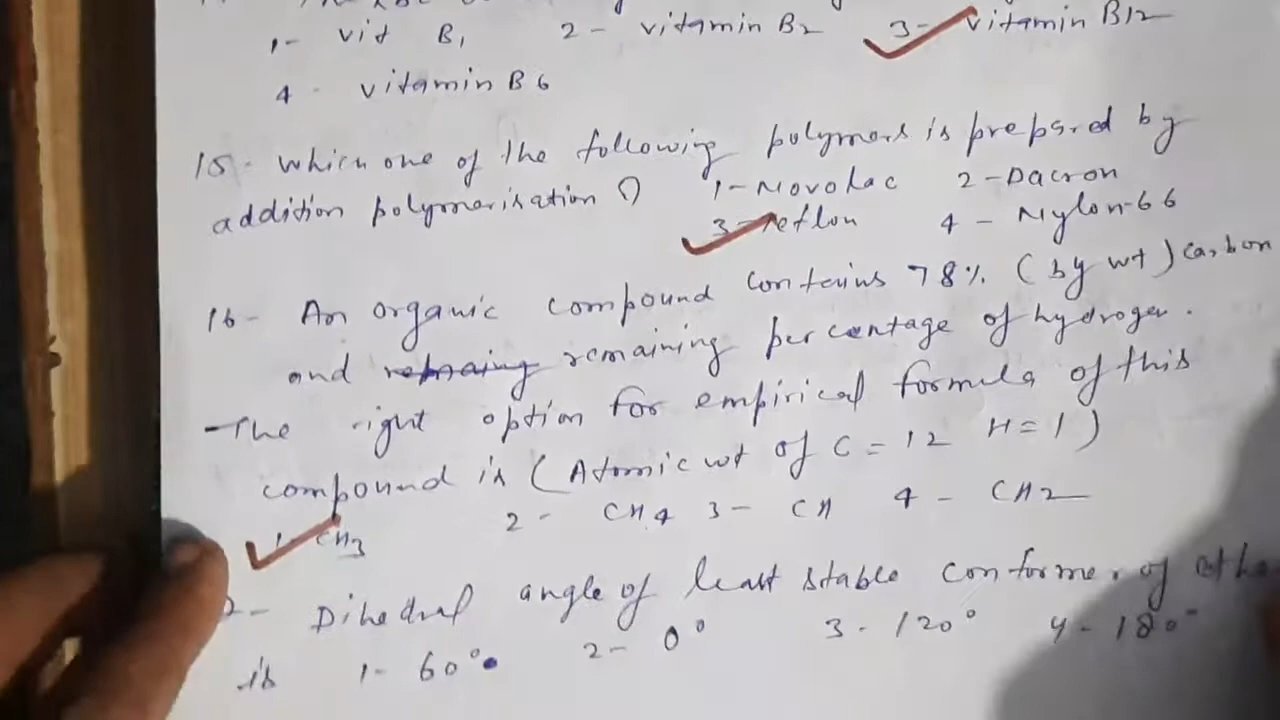 1- vit B1 2- vitamin B2 3- vitamin B12
4- vitamin B6
15- which one of the following polymers is prepared by
addition polymerisation ? 1- Novolac 2- Dacron
3- Teflon 4- Nylon-66
16- An organic compound contains 78% (by wt) carbon
and remaining percentage of hydrogen.
The right option for empirical formula of this
compound is (Atomic wt of C = 12 H = 1)
1- CH3 2- CH4 3- CH 4- CH2
Dihedral angle of least stable conformer of
is 1- 60° 2- 0° 3- 120° 4- 180°